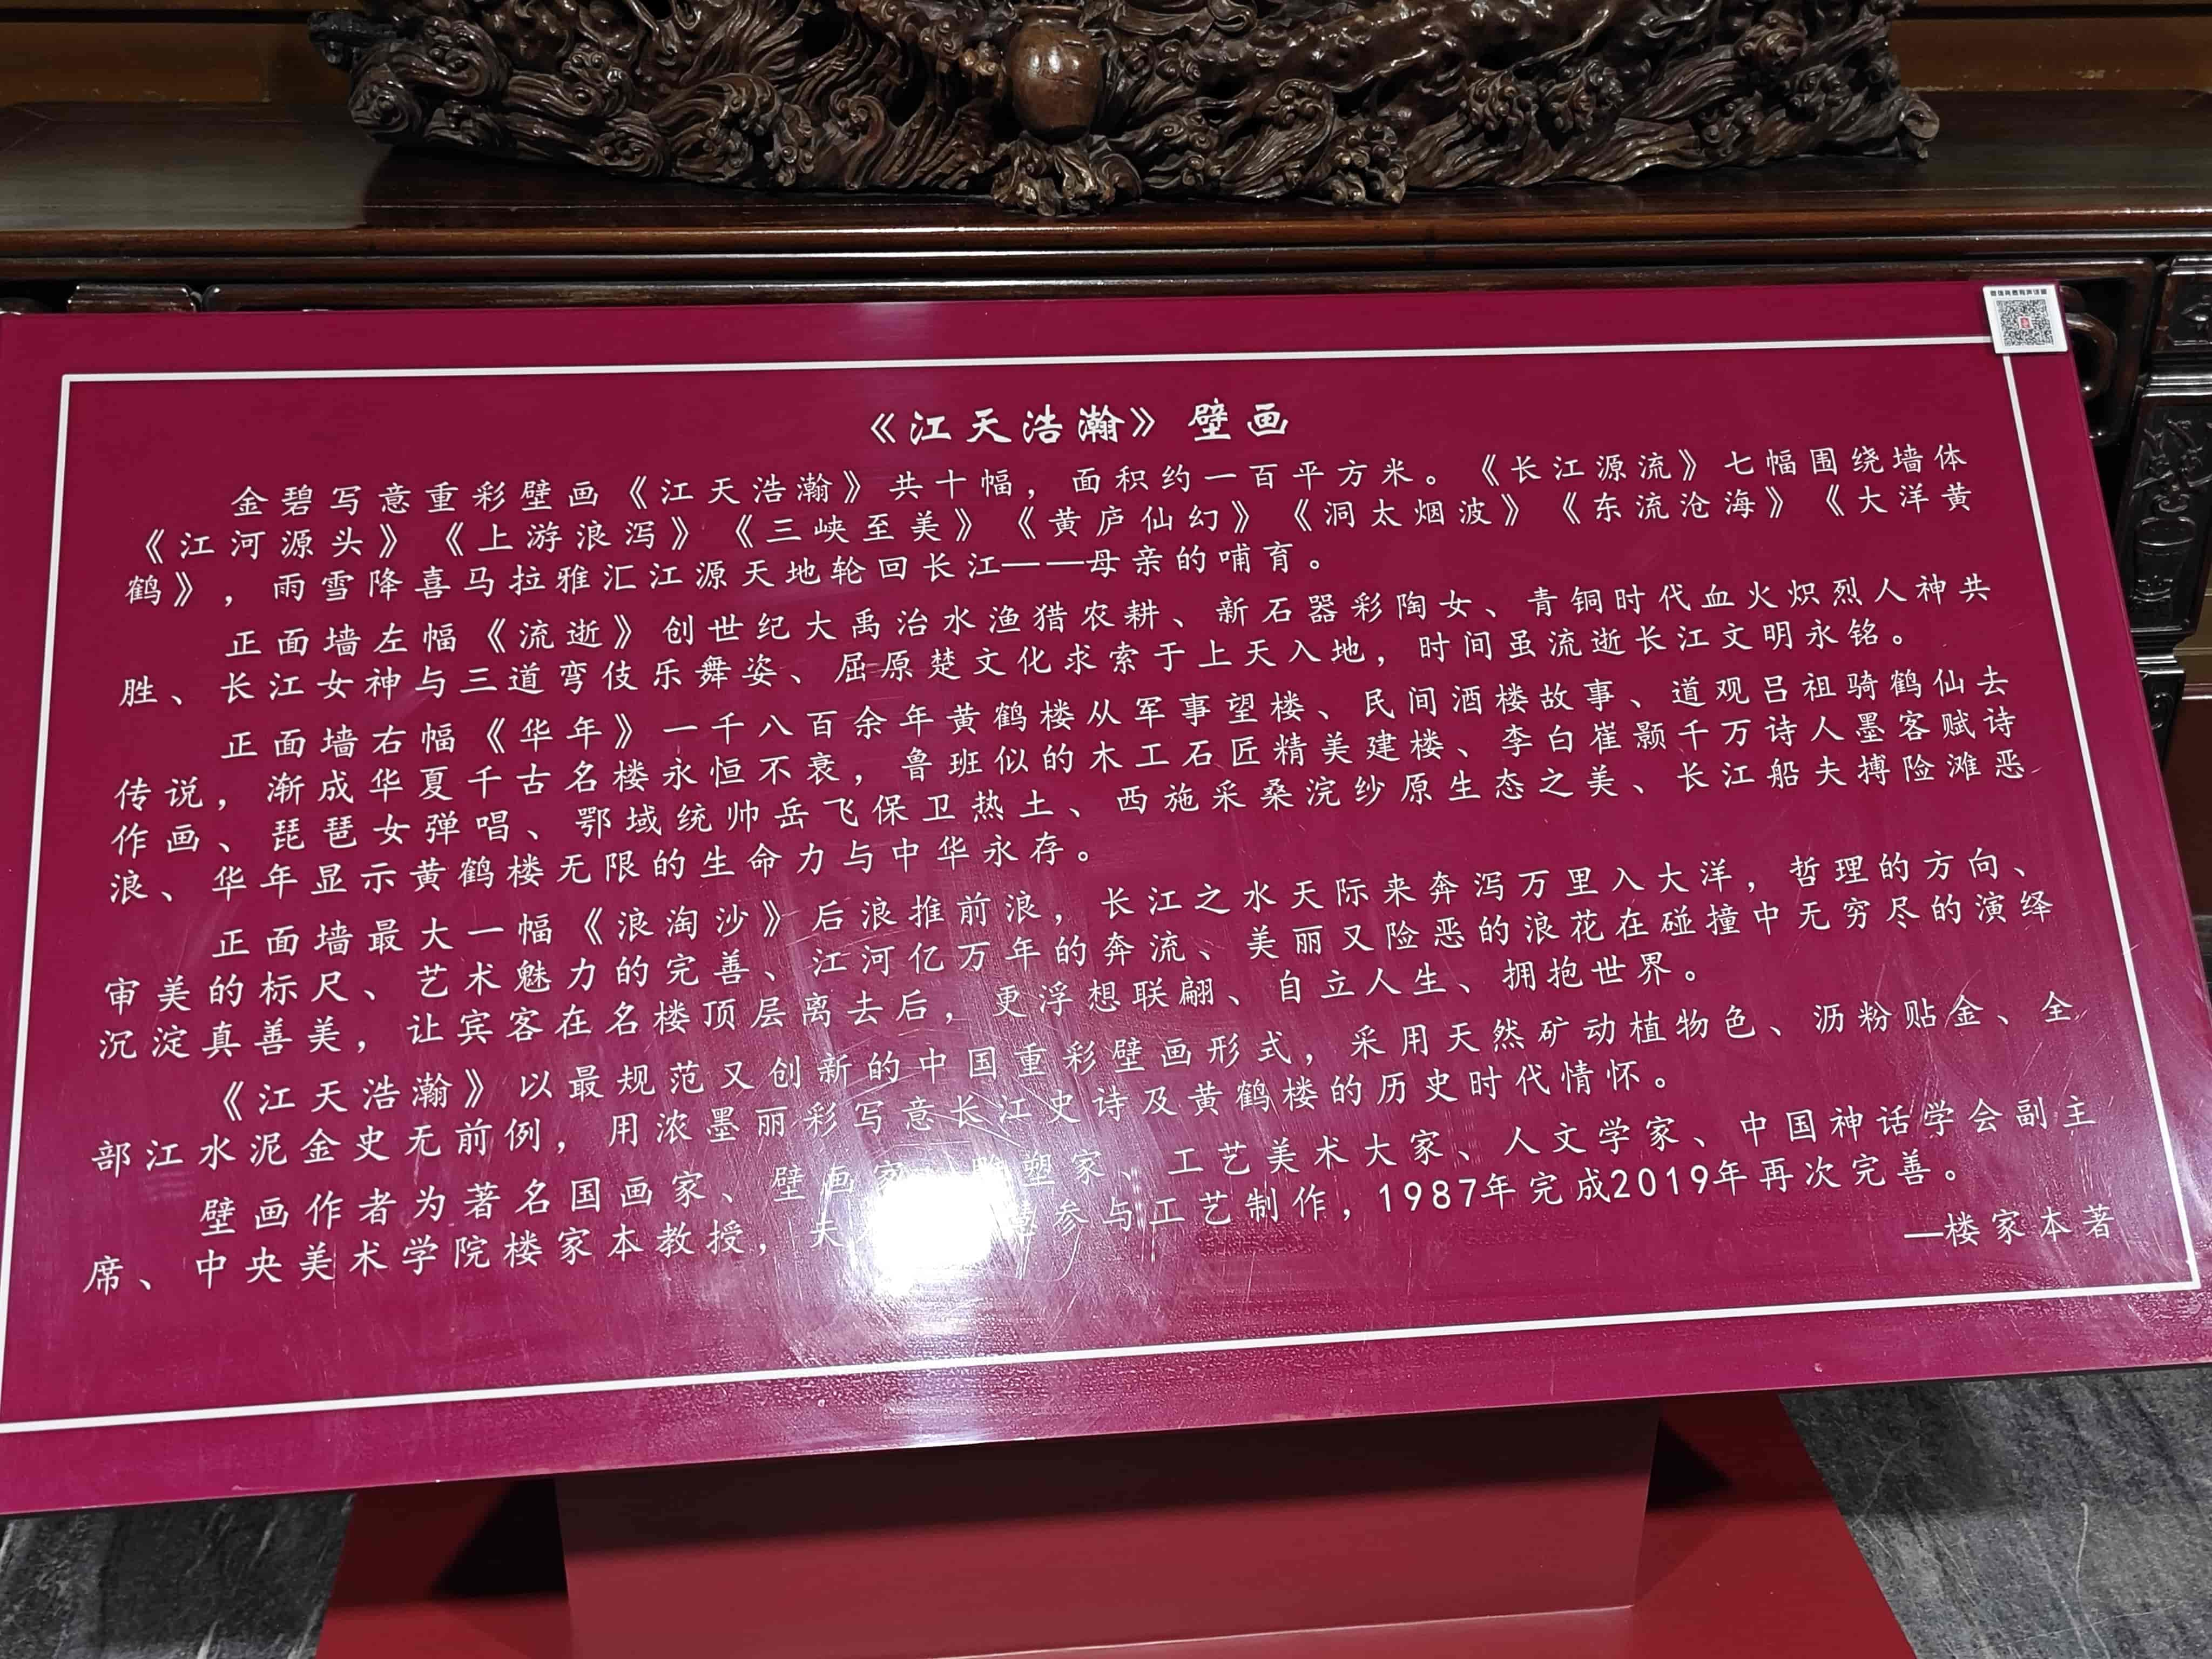 《江天浩瀚》壁画
金碧写意重彩壁画《江天浩瀚》共十幅，面积约一百平方米。《长江源流》七幅围绕墙体
《江河源头》《上游浪泻》《三峡至美》《黄庐仙幻》《洞太烟波》《东流沧海》《大洋黄
鹤》，雨雪降喜马拉雅汇江源天地轮回长江——母亲的哺育。
正面墙左幅《流逝》创世纪大禹治水渔猎农耕、新石器彩陶女、青铜时代血火炽烈人神共
胜、长江女神与三道弯伎乐舞姿、屈原楚文化求索于上天入地，时间虽流逝长江文明永铭。
正面墙右幅《华年》一千八百余年黄鹤楼从军事望楼、民间酒楼故事、道观吕祖骑鹤仙去
传说，渐成华夏千古名楼永恒不衰，鲁班似的木工石匠精美建楼、李白崔颢千万诗人墨客赋诗
作画、琵琶女弹唱、鄂域统帅岳飞保卫热土、西施采桑浣纱原生态之美、长江船夫搏险滩恶
浪、华年显示黄鹤楼无限的生命力与中华永存。
正面墙最大一幅《浪淘沙》后浪推前浪，长江之水天际来奔泻万里入大洋，哲理的方向、
审美的标尺、艺术魅力的完善、江河亿万年的奔流、美丽又险恶的浪花在碰撞中无穷尽的演绎
沉淀真善美，让宾客在名楼顶层离去后，更浮想联翩、自立人生、拥抱世界。
《江天浩瀚》以最规范又创新的中国重彩壁画形式，采用天然矿动植物色、沥粉贴金、全
部江水泥金史无前例，用浓墨丽彩写意长江史诗及黄鹤楼的历史时代情怀。
壁画作者为著名国画家、壁画家 塑家、工艺美术大家、人文学家、中国神话学会副主
席、中央美术学院楼家本教授， 参与工艺制作，1987年完成2019年再次完善。
—楼家本著